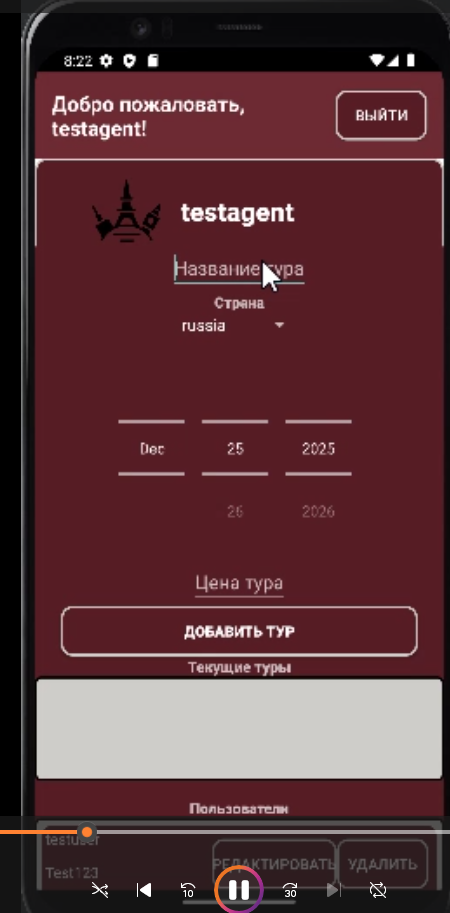 8:22
Добро пожаловать,
testagent!
ВЫЙТИ
testagent
Название тура
Страна
russia
Dec 25 2025
26 2026
Цена тура
ДОБАВИТЬ ТУР
Текущие туры
Пользователи
testuser
Test123
РЕДАКТИРОВАТЬ УДАЛИТЬ
10 30